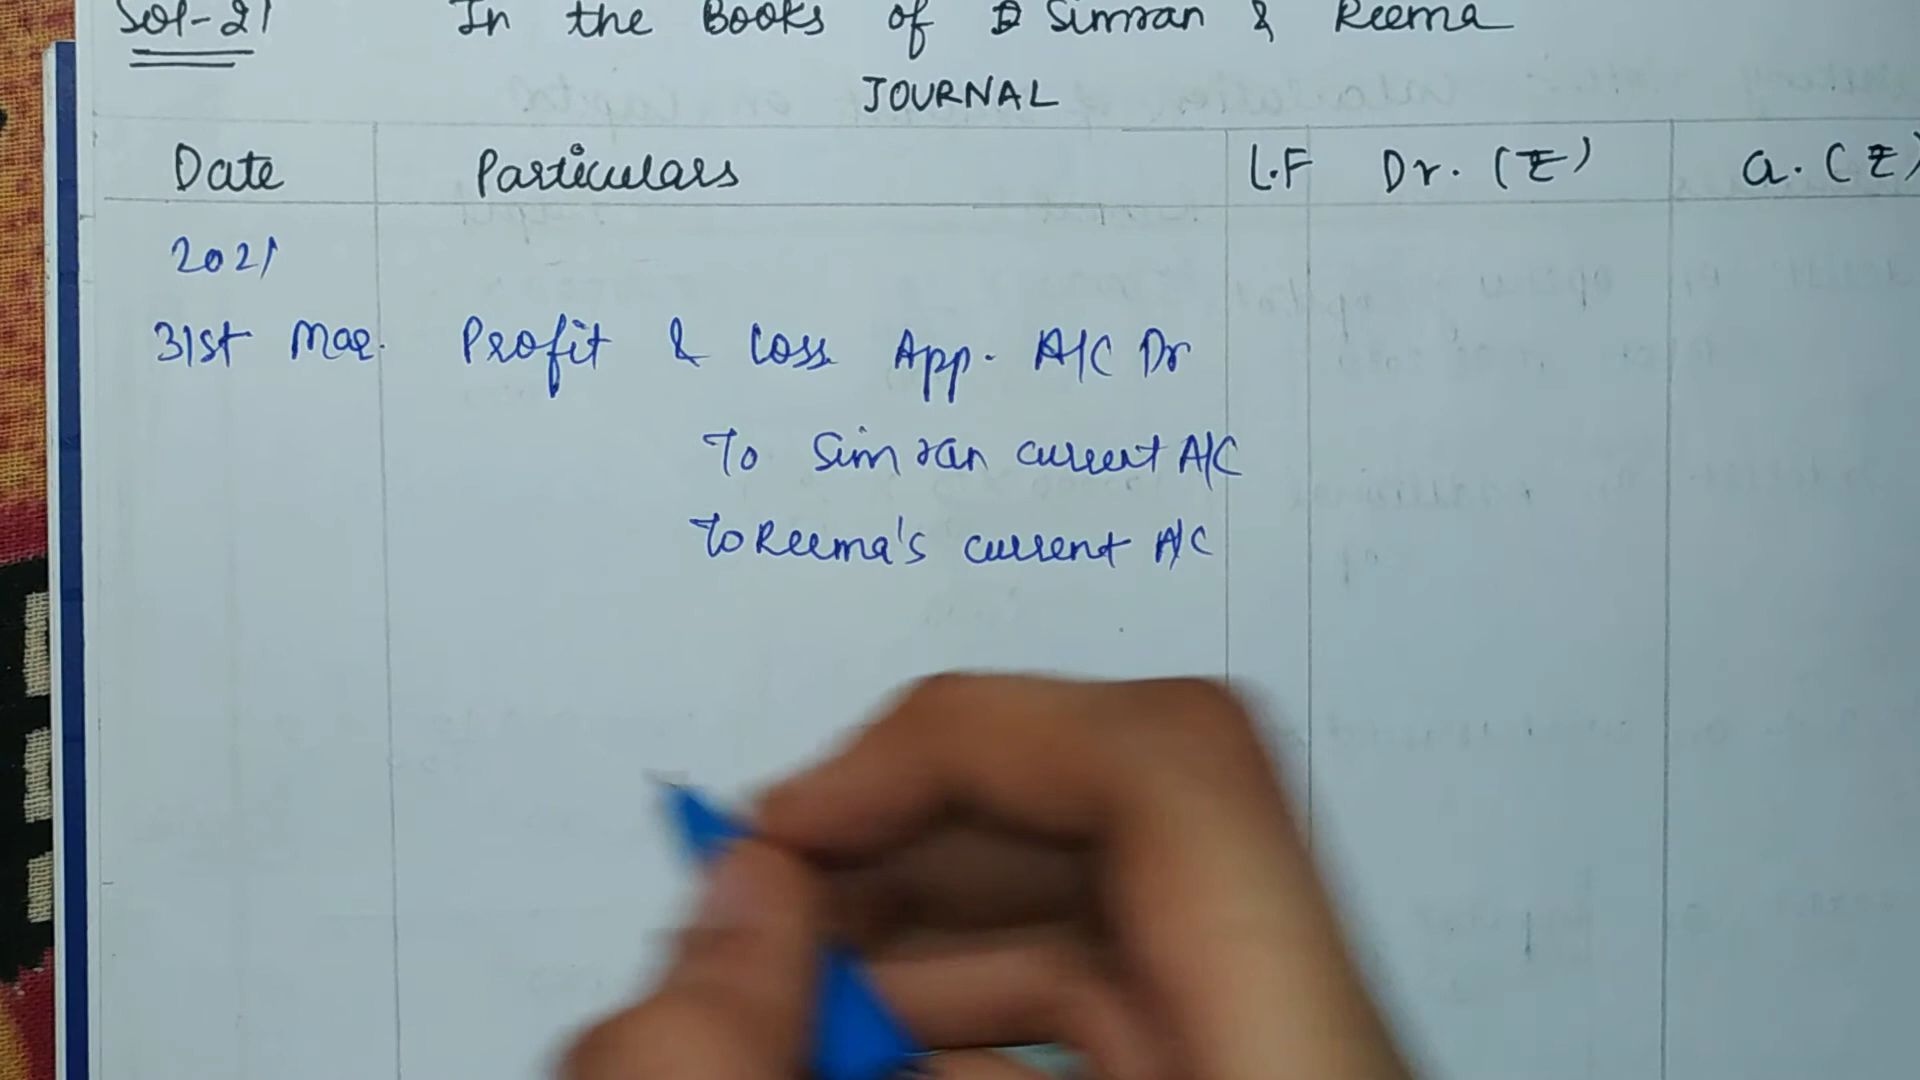 Sol-21 In the Books of Simran & Reema
JOURNAL
Date Particulars L.F Dr. (₹) Cr. (₹)
2021
31st Mar. Profit & Loss App. A/C Dr
To Simran current A/C
To Reema's current A/C